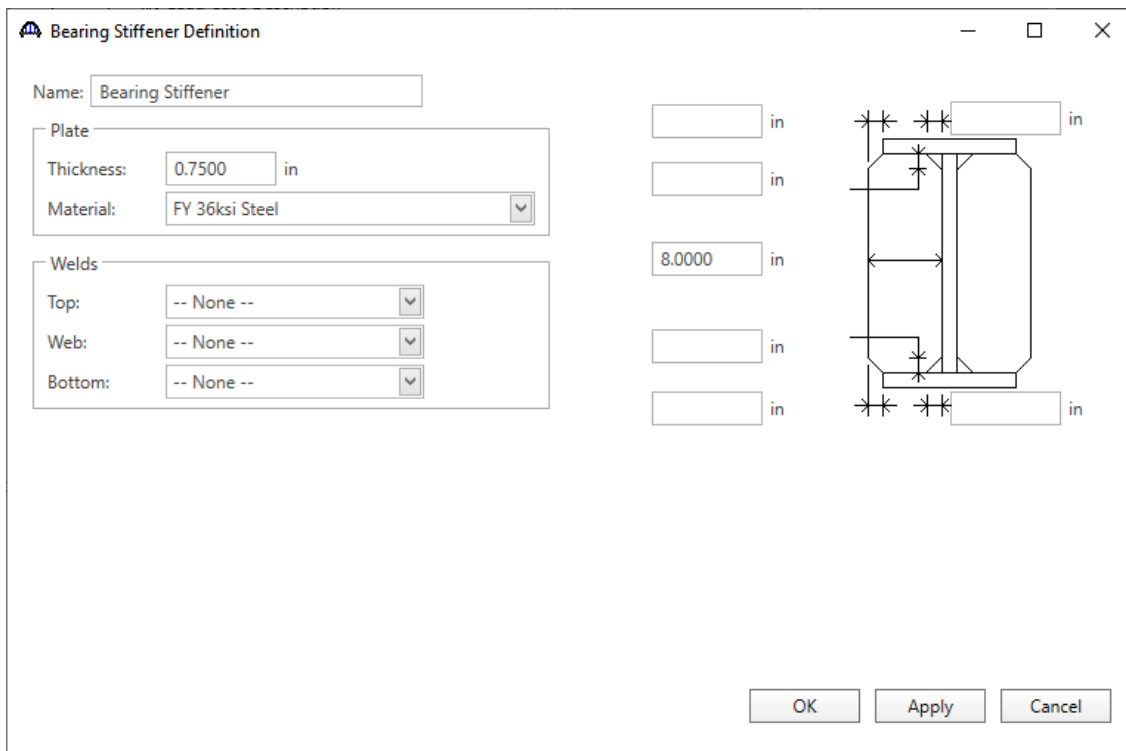 Bearing Stiffener Definition
Name: Bearing Stiffener
Plate
Thickness: 0.7500 in
Material: FY 36ksi Steel
Welds
Top: -- None --
Web: -- None --
Bottom: -- None --
in
in
in
8.0000 in
in
in
in
OK Apply Cancel